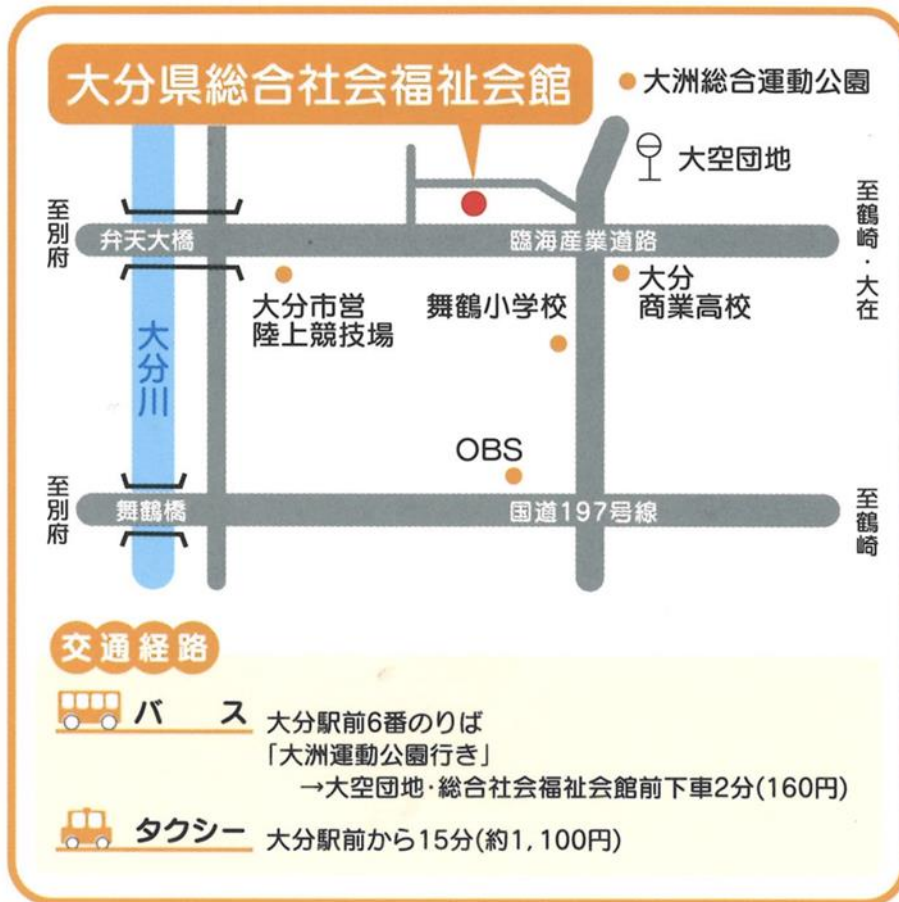 大分県総合社会福祉会館
大洲総合運動公園
大空団地
至別府
弁天大橋
臨海産業道路
至鶴崎・大在
大分市営
陸上競技場
舞鶴小学校
大分
商業高校
大分川
OBS
至別府
舞鶴橋
国道197号線
至鶴崎
交通経路
バス
大分駅前6番のりば
「大洲運動公園行き」
→大空団地・総合社会福祉会館前下車2分(160円)
タクシー
大分駅前から15分(約1,100円)